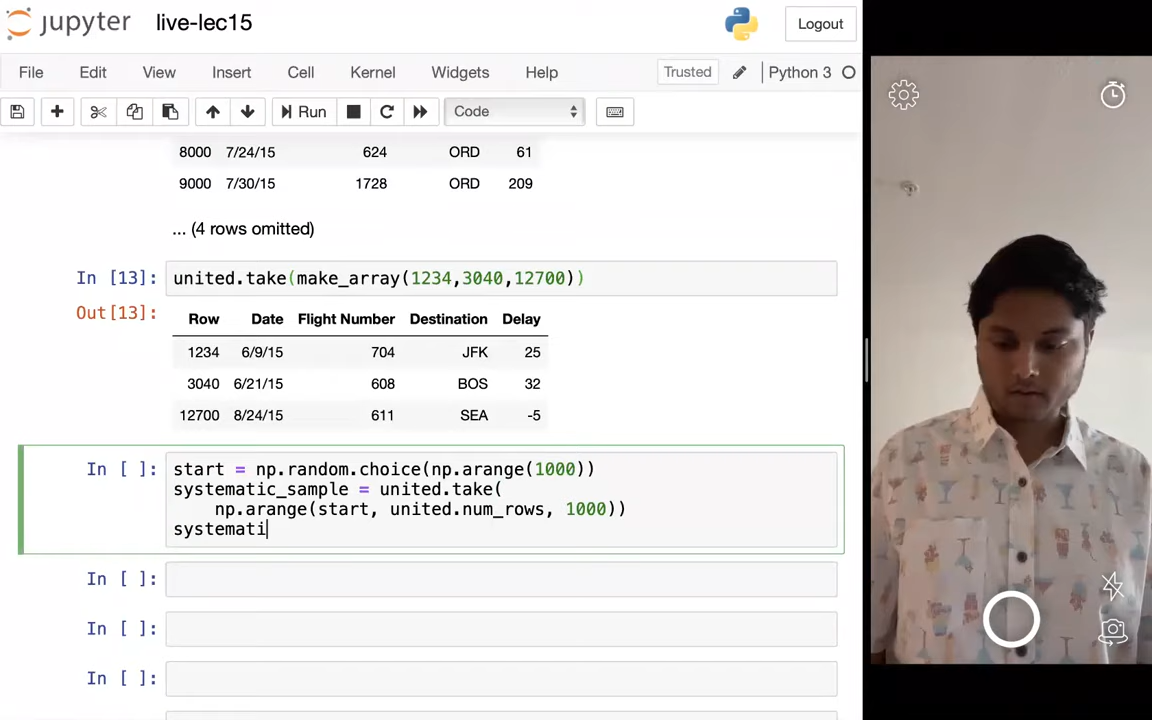 jupyter live-lec15 Logout
File Edit View Insert Cell Kernel Widgets Help Trusted Python 3
Run Code
8000 7/24/15 624 ORD 61
9000 7/30/15 1728 ORD 209
... (4 rows omitted)
In [13]: united.take(make_array(1234,3040,12700))
Out[13]: Row Date Flight Number Destination Delay
1234 6/9/15 704 JFK 25
3040 6/21/15 608 BOS 32
12700 8/24/15 611 SEA -5
In [ ]: start = np.random.choice(np.arange(1000))
systematic_sample = united.take(
np.arange(start, united.num_rows, 1000))
systemati
In [ ]:
In [ ]:
In [ ]: